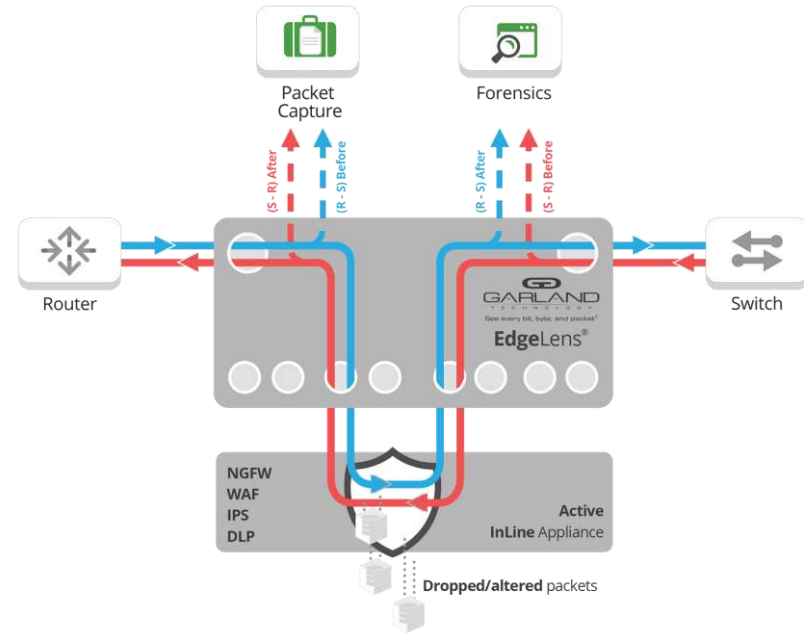 Packet
Capture
Forensics
(S - R) After
(R - S) Before
(R - S) After
(S - R) Before
Router
Switch
GARLAND
TECHNOLOGY
See every bit, byte, and packet®
EdgeLens®
NGFW
WAF
IPS
DLP
Active
InLine Appliance
Dropped/altered packets